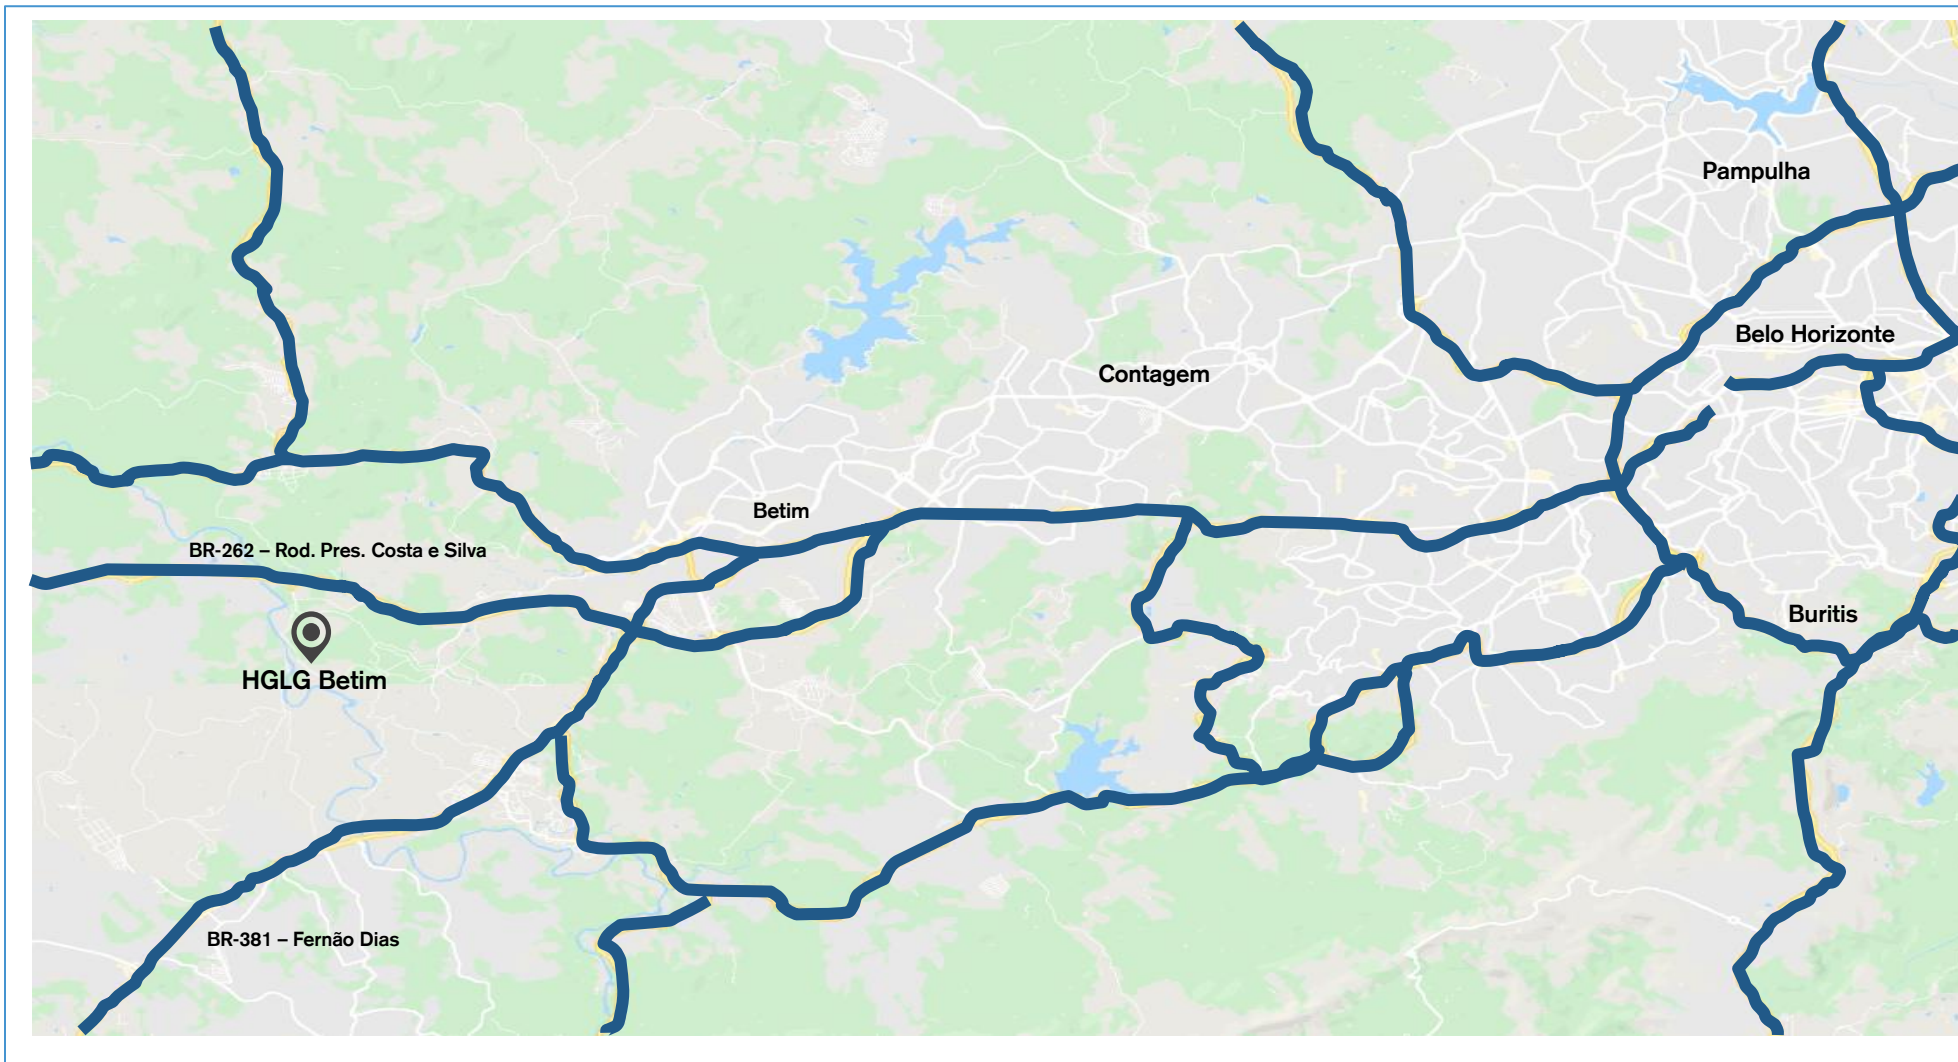 Pampulha
Belo Horizonte
Contagem
Betim
BR-262 – Rod. Pres. Costa e Silva
Buritis
HGLG Betim
BR-381 – Fernão Dias